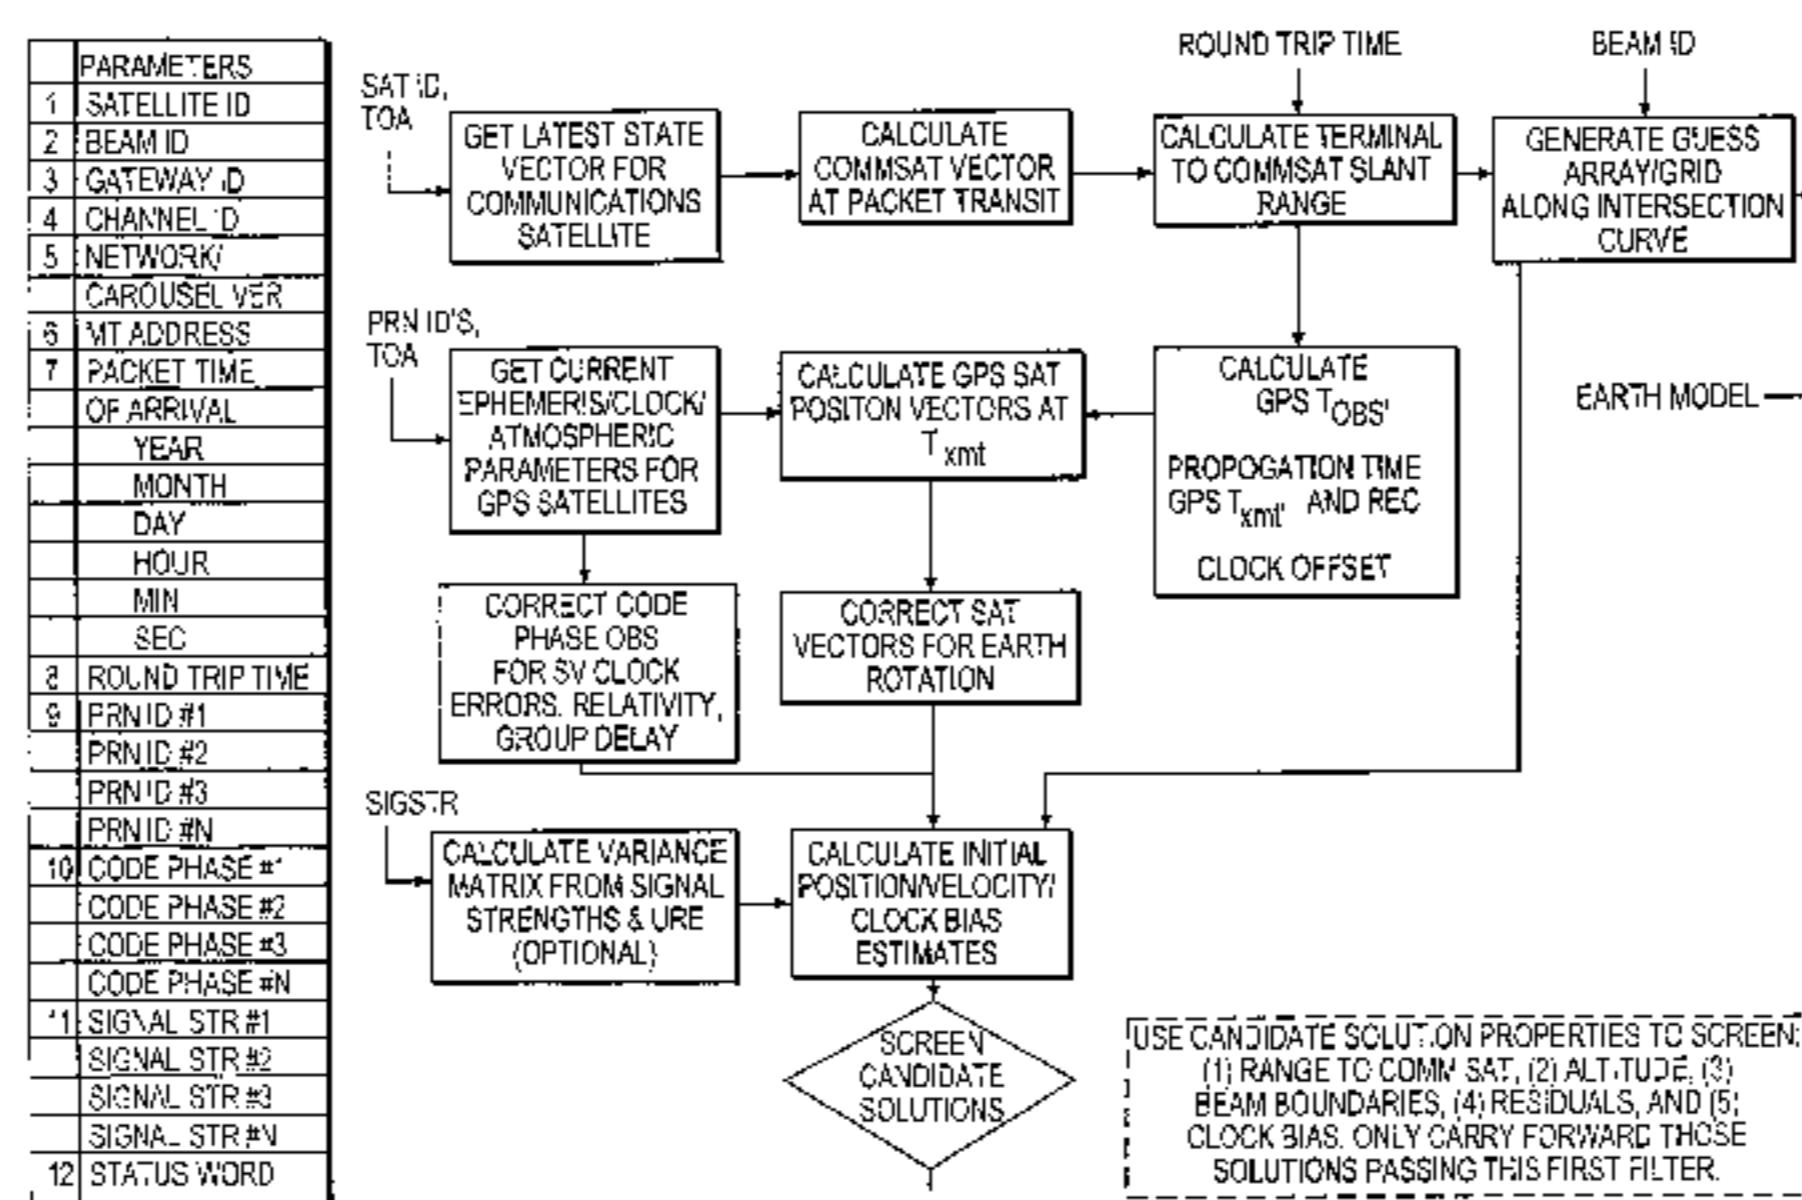 PARAMETERS
1 SATELLITE ID
2 BEAM ID
3 GATEWAY ID
4 CHANNEL ID
5 NETWORK/
CAROUSEL VER
6 MT ADDRESS
7 PACKET TIME
OF ARRIVAL
YEAR
MONTH
DAY
HOUR
MIN
SEC
8 ROUND TRIP TIME
9 PRN ID #1
PRN ID #2
PRN ID #3
PRN ID #N
10 CODE PHASE #1
CODE PHASE #2
CODE PHASE #3
CODE PHASE #N
11 SIGNAL STR #1
SIGNAL STR #2
SIGNAL STR #3
SIGNAL STR #N
12 STATUS WORD
SAT ID,
TOA
GET LATEST STATE
VECTOR FOR
COMMUNICATIONS
SATELLITE
CALCULATE
COMMSAT VECTOR
AT PACKET TRANSIT
ROUND TRIP TIME
CALCULATE TERMINAL
TO COMMSAT SLANT
RANGE
BEAM ID
GENERATE GUESS
ARRAY/GRID
ALONG INTERSECTION
CURVE
PRN ID'S,
TOA
GET CURRENT
EPHEMERIS/CLOCK/
ATMOSPHERIC
PARAMETERS FOR
GPS SATELLITES
CALCULATE GPS SAT
POSITON VECTORS AT
Txmt
CALCULATE
GPS TOBS'
PROPOGATION TIME
GPS Txmt' AND REC
CLOCK OFFSET
EARTH MODEL
CORRECT CODE
PHASE OBS
FOR SV CLOCK
ERRORS, RELATIVITY,
GROUP DELAY
CORRECT SAT
VECTORS FOR EARTH
ROTATION
SIGSTR
CALCULATE VARIANCE
MATRIX FROM SIGNAL
STRENGTHS & URE
(OPTIONAL)
CALCULATE INITIAL
POSITION/VELOCITY/
CLOCK BIAS
ESTIMATES
SCREEN
CANDIDATE
SOLUTIONS
USE CANDIDATE SOLUTION PROPERTIES TO SCREEN:
(1) RANGE TO COMM SAT, (2) ALTITUDE, (3)
BEAM BOUNDARIES, (4) RESIDUALS, AND (5)
CLOCK BIAS. ONLY CARRY FORWARD THOSE
SOLUTIONS PASSING THIS FIRST FILTER.